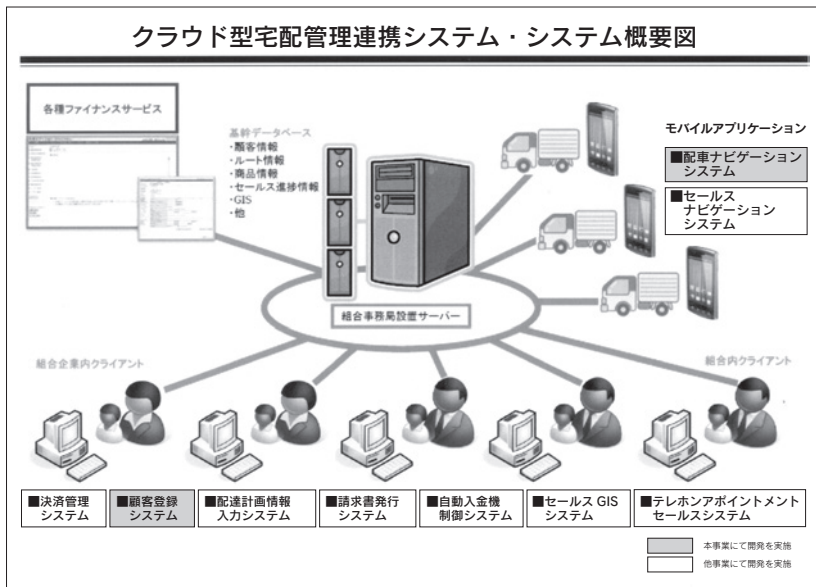 クラウド型宅配管理連携システム・システム概要図
各種ファイナンスサービス
基幹データベース
・顧客情報
・ルート情報
・商品情報
・セールス進捗情報
・GIS
・他
モバイルアプリケーション
■配車ナビゲーション
システム
■セールス
ナビゲーション
システム
組合事務局設置サーバー
組合企業内クライアント
組合内クライアント
■決済管理
システム
■顧客登録
システム
■配達計画情報
入力システム
■請求書発行
システム
■自動入金機
制御システム
■セールス GIS
システム
■テレホンアポイントメント
セールスシステム
本事業にて開発を実施
他事業にて開発を実施